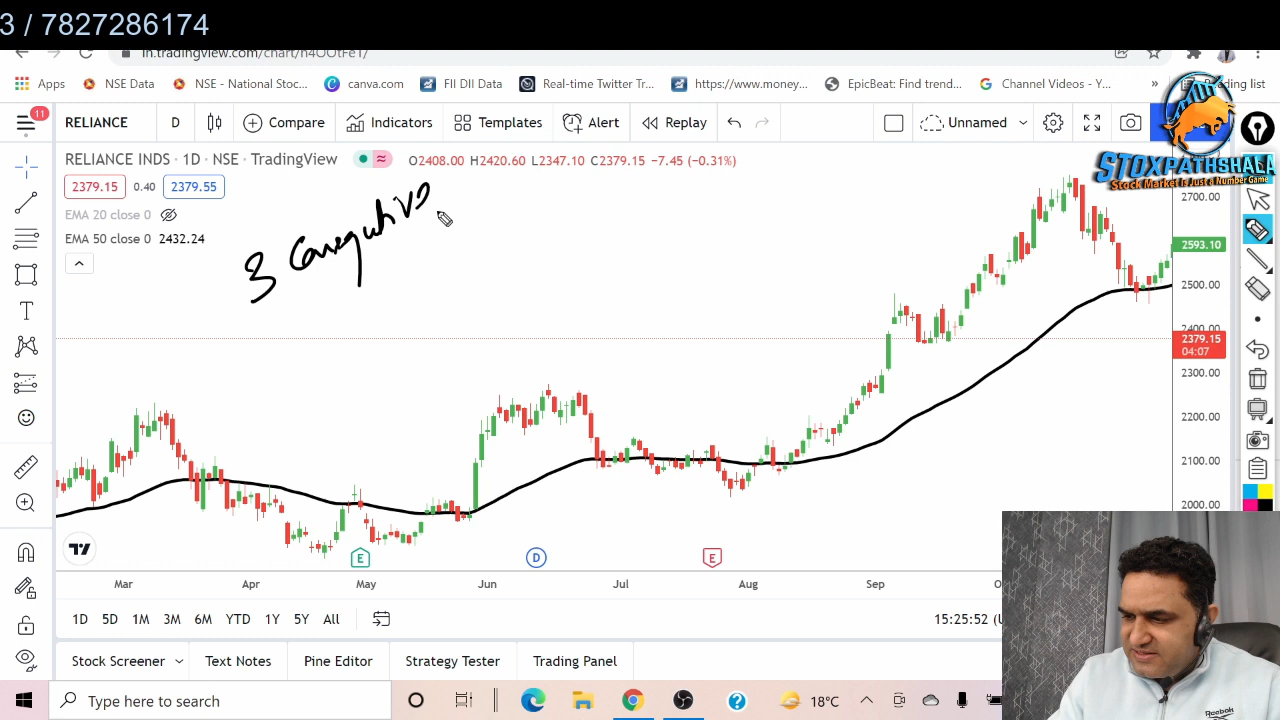 3 / 7827286174
in.tradingview.com/chart/h4OOtFeT/
Apps NSE Data NSE - National Stoc... canva.com FII DII Data Real-time Twitter Tr... https://www.money... EpicBeat: Find trend... Channel Videos - Y... » ding list
11 RELIANCE D Compare Indicators Templates Alert Replay Unnamed
RELIANCE INDS · 1D · NSE · TradingView O2408.00 H2420.60 L2347.10 C2379.15 −7.45 (−0.31%)
STOXPATHSHALA
Stock Market is Just a Number Game
2379.15 0.40 2379.55
EMA 20 close 0
EMA 50 close 0 2432.24
3
2700.00
2593.10
2500.00
2400.00
2379.15
04:07
2300.00
2200.00
2100.00
2000.00
E D E
Mar Apr May Jun Jul Aug Sep
1D 5D 1M 3M 6M YTD 1Y 5Y All 15:25:52
Stock Screener Text Notes Pine Editor Strategy Tester Trading Panel
Type here to search 18°C
Reebok